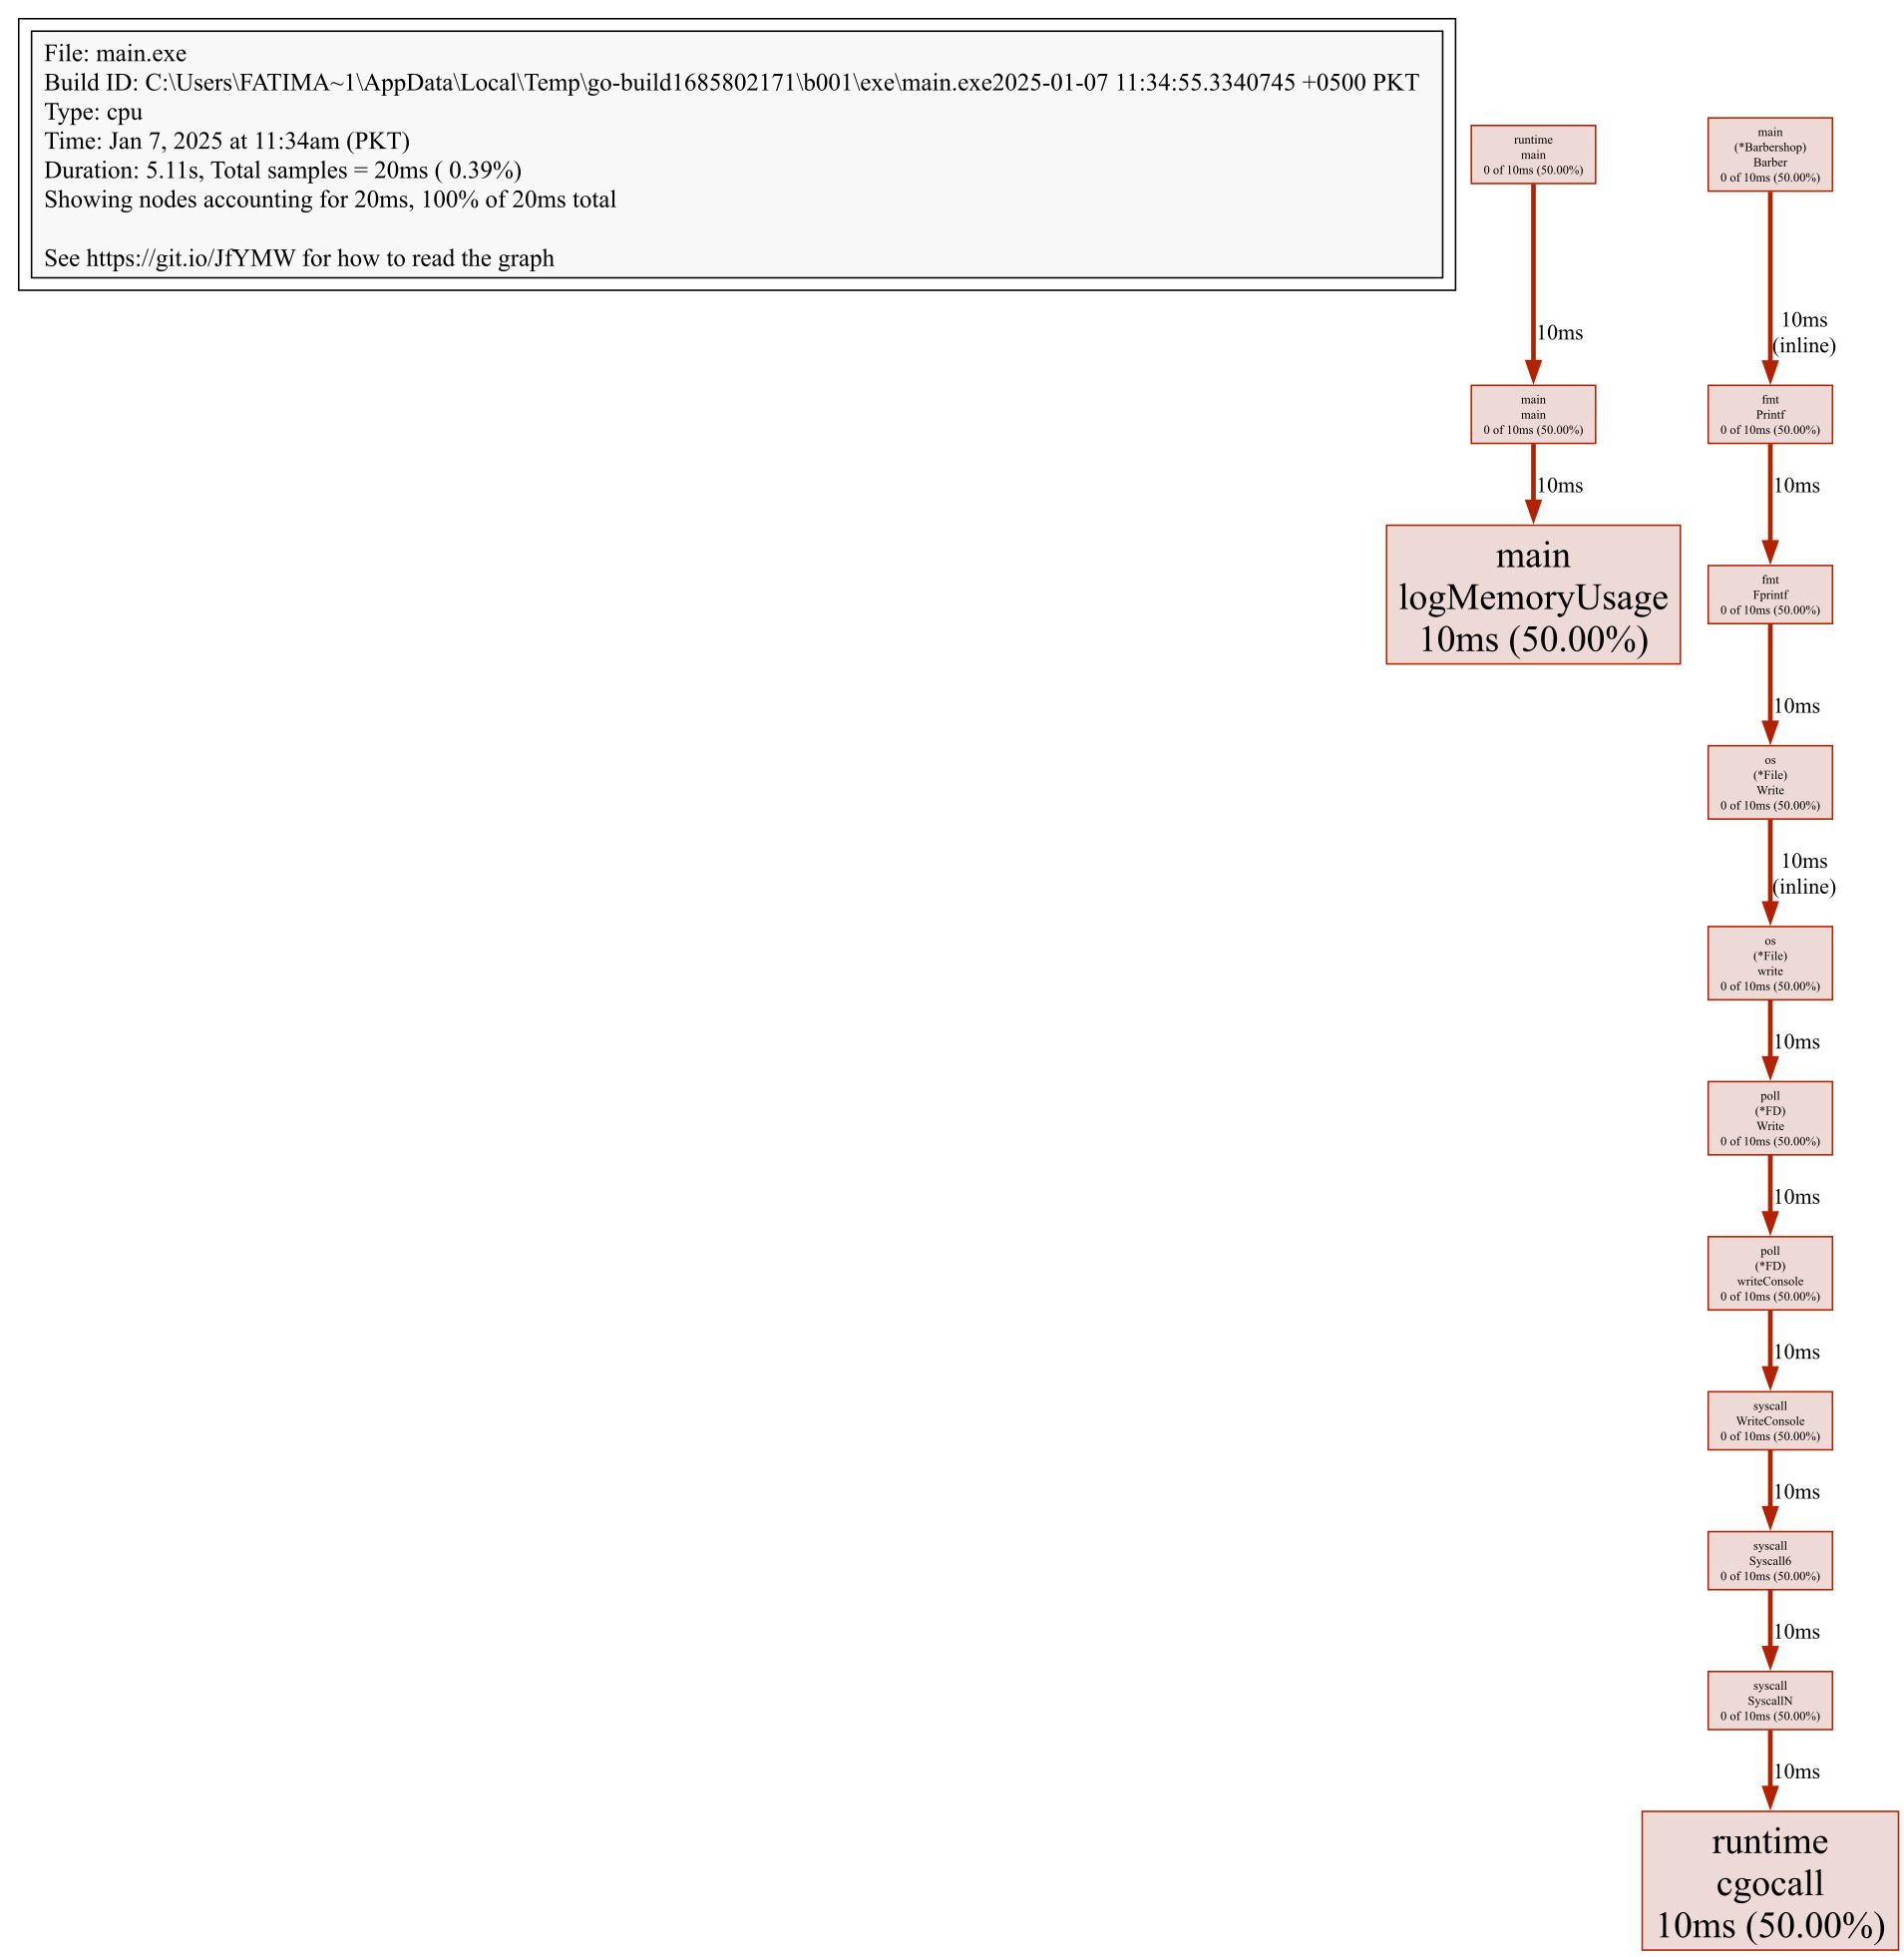 File: main.exe
Build ID: C:\Users\FATIMA~1\AppData\Local\Temp\go-build1685802171\b001\exe\main.exe2025-01-07 11:34:55.3340745 +0500 PKT
Type: cpu
Time: Jan 7, 2025 at 11:34am (PKT)
Duration: 5.11s, Total samples = 20ms ( 0.39%)
Showing nodes accounting for 20ms, 100% of 20ms total
See https://git.io/JfYMW for how to read the graph
runtime
main
0 of 10ms (50.00%)
10ms
main
main
0 of 10ms (50.00%)
10ms
main
logMemoryUsage
10ms (50.00%)
main
(*Barbershop)
Barber
0 of 10ms (50.00%)
10ms
(inline)
fmt
Printf
0 of 10ms (50.00%)
10ms
fmt
Fprintf
0 of 10ms (50.00%)
10ms
os
(*File)
Write
0 of 10ms (50.00%)
10ms
(inline)
os
(*File)
write
0 of 10ms (50.00%)
10ms
poll
(*FD)
Write
0 of 10ms (50.00%)
10ms
poll
(*FD)
writeConsole
0 of 10ms (50.00%)
10ms
syscall
WriteConsole
0 of 10ms (50.00%)
10ms
syscall
Syscall6
0 of 10ms (50.00%)
10ms
syscall
SyscallN
0 of 10ms (50.00%)
10ms
runtime
cgocall
10ms (50.00%)